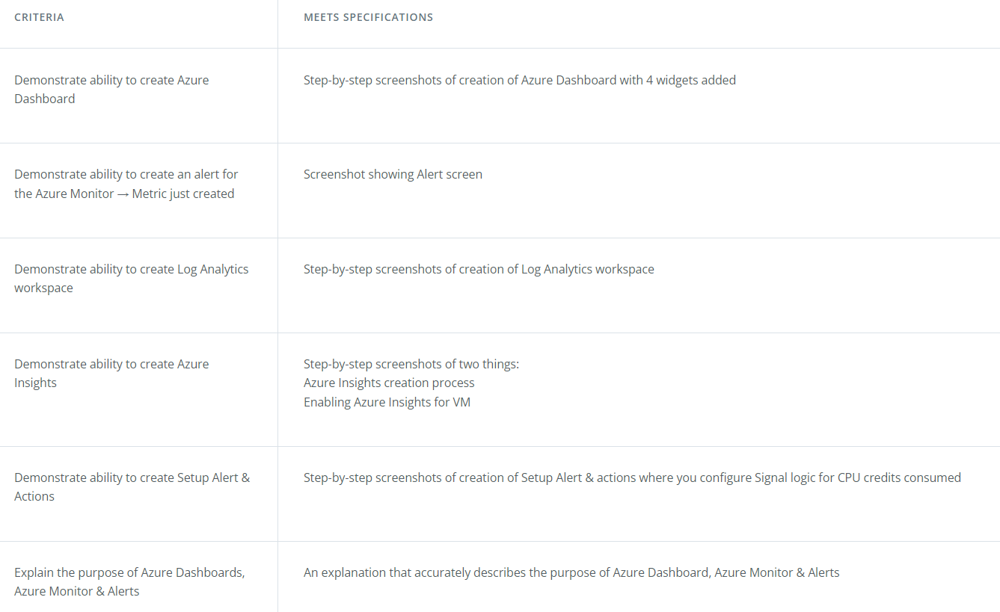 CRITERIA
MEETS SPECIFICATIONS
Demonstrate ability to create Azure
Dashboard
Step-by-step screenshots of creation of Azure Dashboard with 4 widgets added
Demonstrate ability to create an alert for
the Azure Monitor → Metric just created
Screenshot showing Alert screen
Demonstrate ability to create Log Analytics
workspace
Step-by-step screenshots of creation of Log Analytics workspace
Demonstrate ability to create Azure
Insights
Step-by-step screenshots of two things:
Azure Insights creation process
Enabling Azure Insights for VM
Demonstrate ability to create Setup Alert &
Actions
Step-by-step screenshots of creation of Setup Alert & actions where you configure Signal logic for CPU credits consumed
Explain the purpose of Azure Dashboards,
Azure Monitor & Alerts
An explanation that accurately describes the purpose of Azure Dashboard, Azure Monitor & Alerts